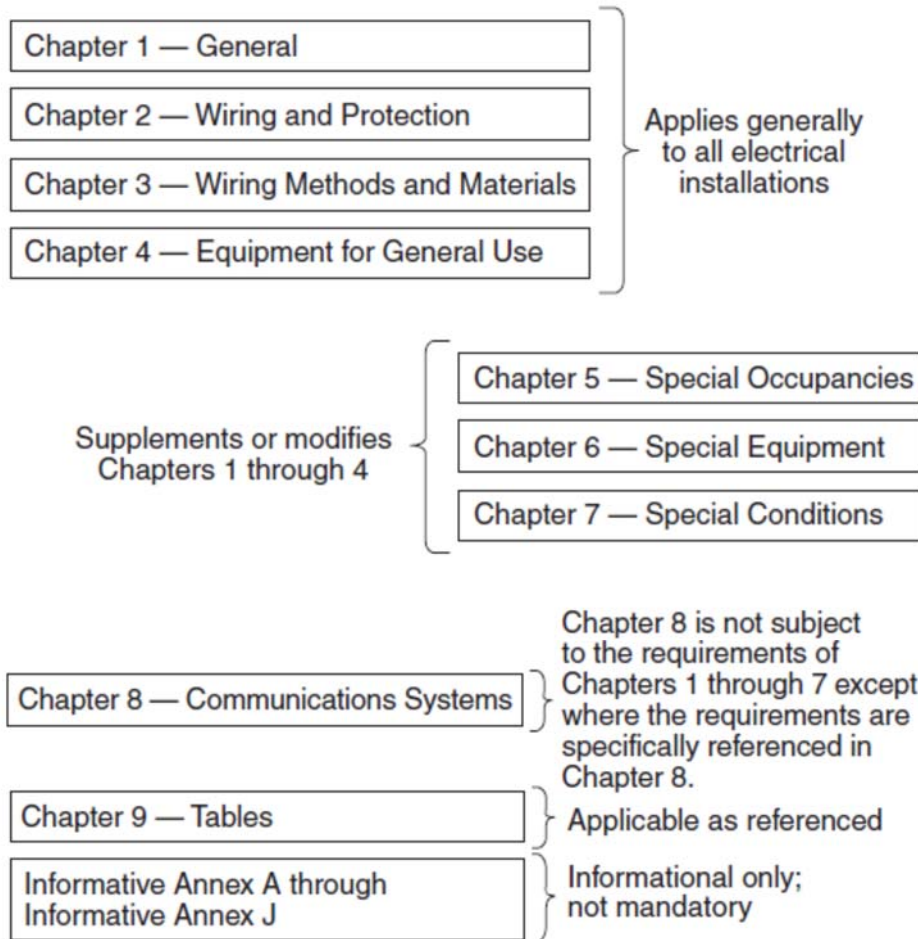 Chapter 1 — General
Chapter 2 — Wiring and Protection
Chapter 3 — Wiring Methods and Materials
Chapter 4 — Equipment for General Use
Applies generally
to all electrical
installations
Supplements or modifies
Chapters 1 through 4
Chapter 5 — Special Occupancies
Chapter 6 — Special Equipment
Chapter 7 — Special Conditions
Chapter 8 — Communications Systems
Chapter 8 is not subject
to the requirements of
Chapters 1 through 7 except
where the requirements are
specifically referenced in
Chapter 8.
Chapter 9 — Tables
Applicable as referenced
Informative Annex A through
Informative Annex J
Informational only;
not mandatory